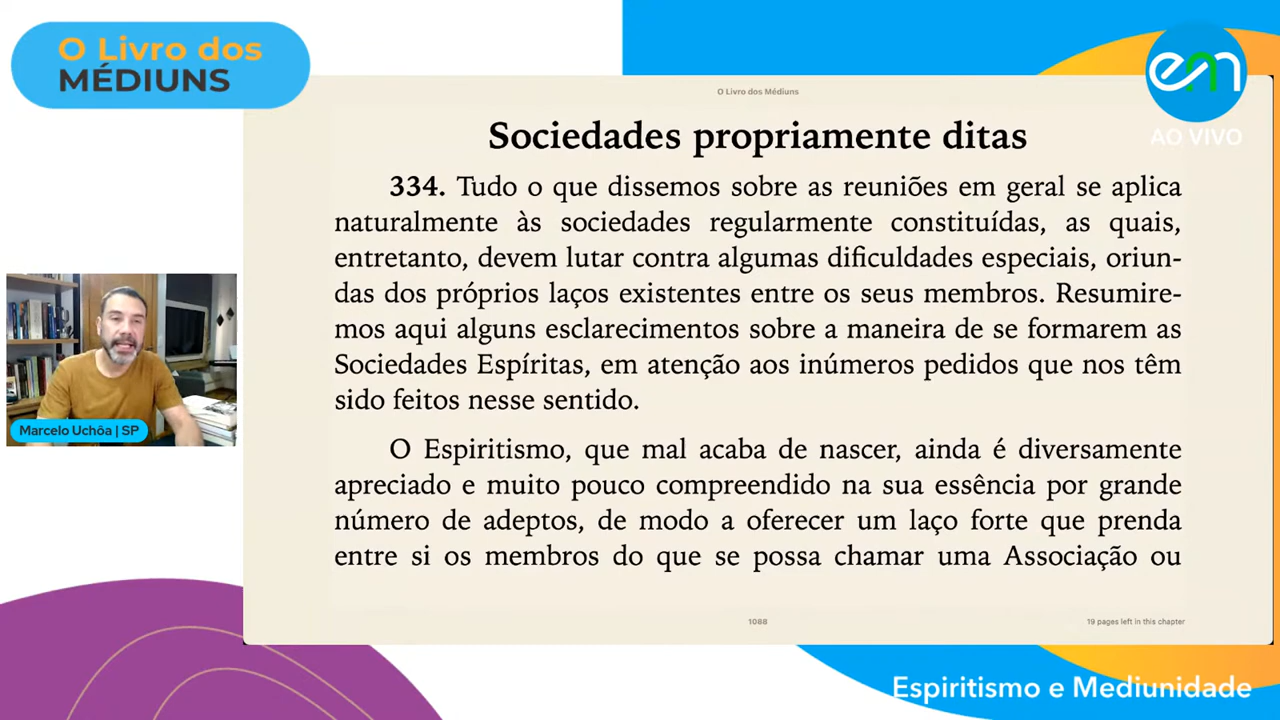 O Livro dos
MÉDIUNS
em
AO VIVO
O Livro dos Médiuns
Sociedades propriamente ditas
334. Tudo o que dissemos sobre as reuniões em geral se aplica
naturalmente às sociedades regularmente constituídas, as quais,
entretanto, devem lutar contra algumas dificuldades especiais, oriun-
das dos próprios laços existentes entre os seus membros. Resumire-
mos aqui alguns esclarecimentos sobre a maneira de se formarem as
Sociedades Espíritas, em atenção aos inúmeros pedidos que nos têm
sido feitos nesse sentido.
O Espiritismo, que mal acaba de nascer, ainda é diversamente
apreciado e muito pouco compreendido na sua essência por grande
número de adeptos, de modo a oferecer um laço forte que prenda
entre si os membros do que se possa chamar uma Associação ou
1088
19 pages left in this chapter
Marcelo Uchôa | SP
Espiritismo e Mediunidade